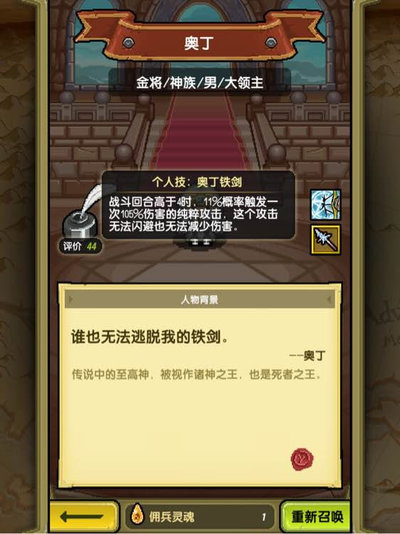 奥丁
金将/神族/男/大领主
个人技：奥丁铁剑
战斗回合高于4时，11%概率触发一
次105%伤害的纯粹攻击，这个攻击
无法闪避也无法减少伤害。
评价 44
人物背景
谁也无法逃脱我的铁剑。
--奥丁
传说中的至高神，被视作诸神之王，也是死者之王。
佣兵灵魂 1
重新召唤